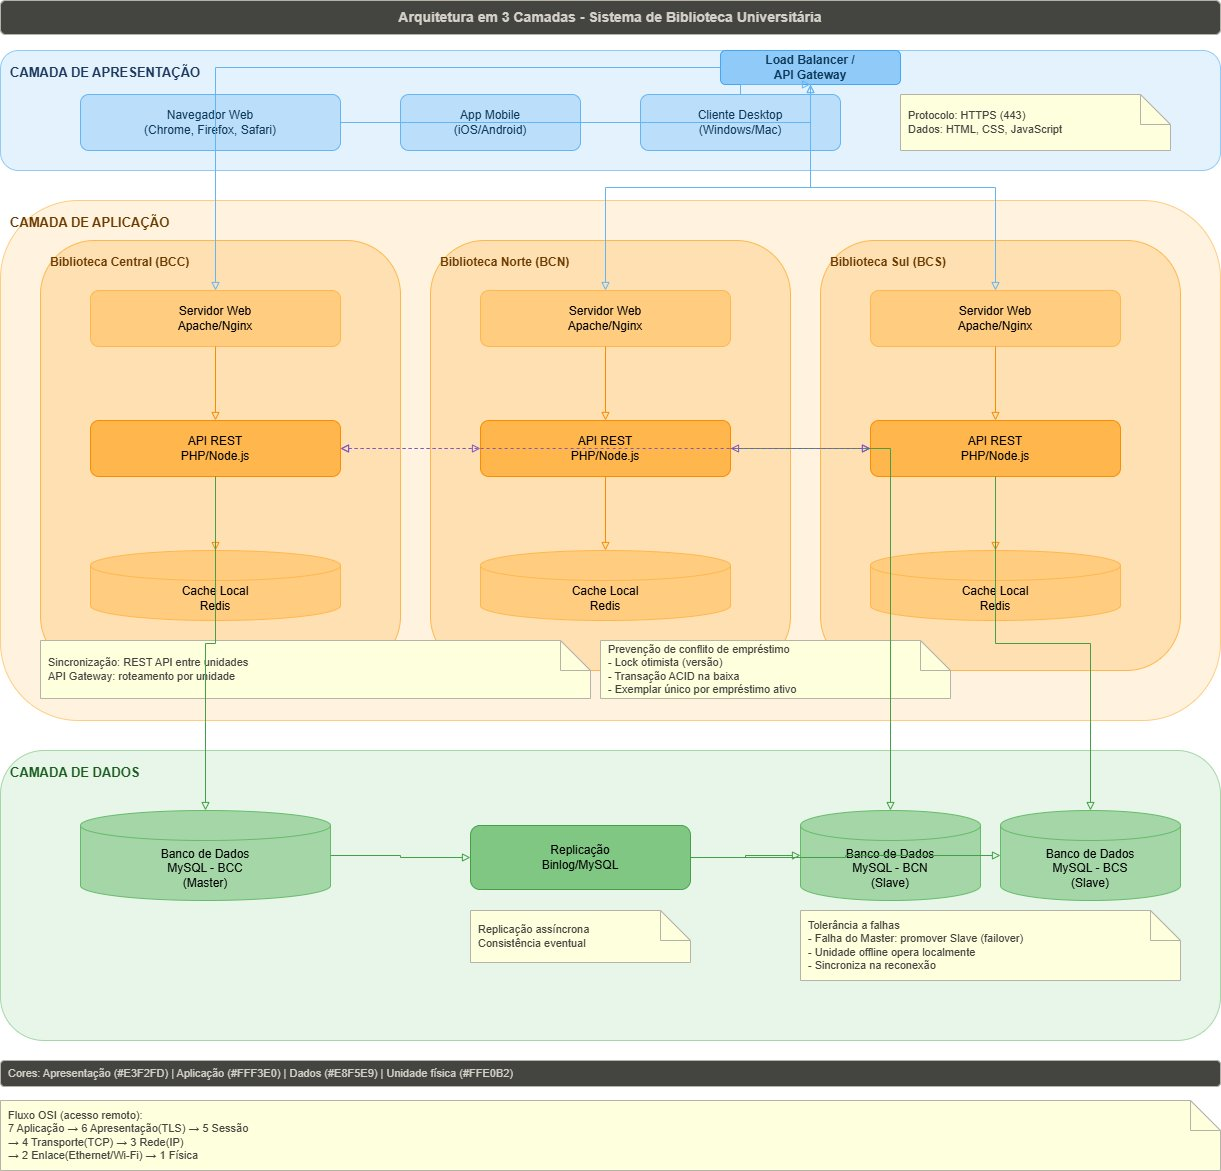 Arquitetura em 3 Camadas - Sistema de Biblioteca Universitária
CAMADA DE APRESENTAÇÃO
Load Balancer /
API Gateway
Navegador Web
(Chrome, Firefox, Safari)
App Mobile
(iOS/Android)
Cliente Desktop
(Windows/Mac)
Protocolo: HTTPS (443)
Dados: HTML, CSS, JavaScript
CAMADA DE APLICAÇÃO
Biblioteca Central (BCC)
Biblioteca Norte (BCN)
Biblioteca Sul (BCS)
Servidor Web
Apache/Nginx
Servidor Web
Apache/Nginx
Servidor Web
Apache/Nginx
API REST
PHP/Node.js
API REST
PHP/Node.js
API REST
PHP/Node.js
Cache Local
Redis
Cache Local
Redis
Cache Local
Redis
Sincronização: REST API entre unidades
API Gateway: roteamento por unidade
Prevenção de conflito de empréstimo
- Lock otimista (versão)
- Transação ACID na baixa
- Exemplar único por empréstimo ativo
CAMADA DE DADOS
Banco de Dados
MySQL - BCC
(Master)
Replicação
Binlog/MySQL
Banco de Dados
MySQL - BCN
(Slave)
Banco de Dados
MySQL - BCS
(Slave)
Replicação assíncrona
Consistência eventual
Tolerância a falhas
- Falha do Master: promover Slave (failover)
- Unidade offline opera localmente
- Sincroniza na reconexão
Cores: Apresentação (#E3F2FD) | Aplicação (#FFF3E0) | Dados (#E8F5E9) | Unidade física (#FFE0B2)
Fluxo OSI (acesso remoto):
7 Aplicação → 6 Apresentação(TLS) → 5 Sessão
→ 4 Transporte(TCP) → 3 Rede(IP)
→ 2 Enlace(Ethernet/Wi-Fi) → 1 Física